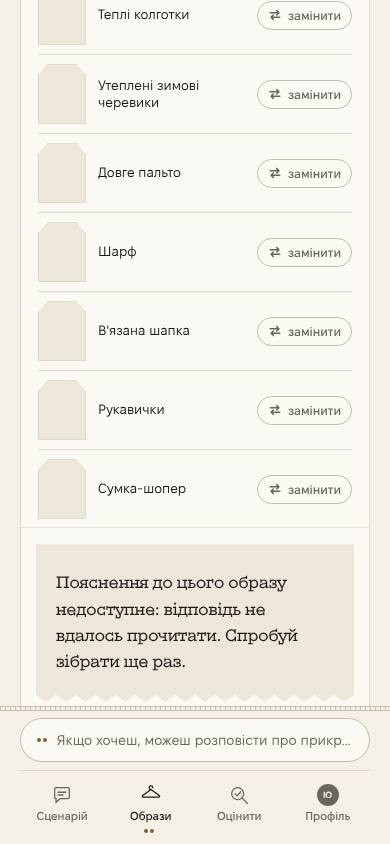 Теплі колготки
замінити
Утеплені зимові
черевики
замінити
Довге пальто
замінити
Шарф
замінити
В'язана шапка
замінити
Рукавички
замінити
Сумка-шопер
замінити
Пояснення до цього образу
недоступне: відповідь не
вдалось прочитати. Спробуй
зібрати ще раз.
Якщо хочеш, можеш розповісти про прикр...
Ю
Сценарій
Образи
Оцінити
Профіль